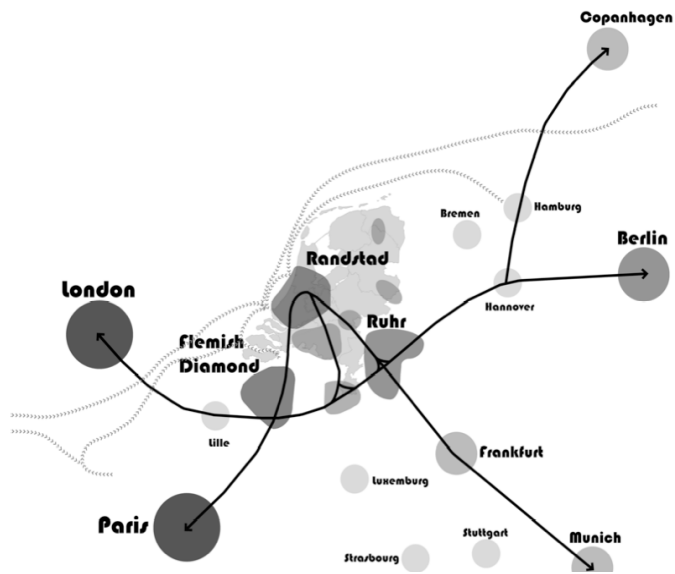 Copanhagen
Hamburg
Bremen
Berlin
Randstad
London
Hannover
Ruhr
Flemish
Diamond
Lille
Frankfurt
Luxemburg
Paris
Stuttgart
Munich
Strasbourg